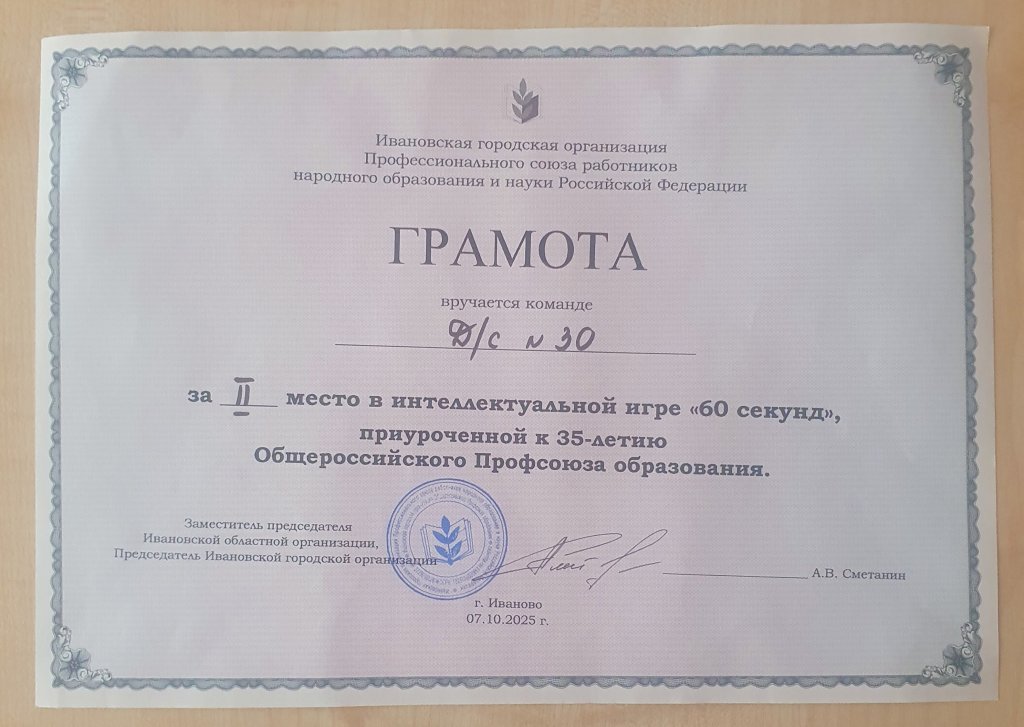 Ивановская городская организация
Профессионального союза работников
народного образования и науки Российской Федерации
ГРАМОТА
вручается команде
Д/с № 30
за II место в интеллектуальной игре «60 секунд»,
приуроченной к 35-летию
Общероссийского Профсоюза образования.
Заместитель председателя
Ивановской областной организации,
Председатель Ивановской городской организации
А.В. Сметанин
г. Иваново
07.10.2025 г.